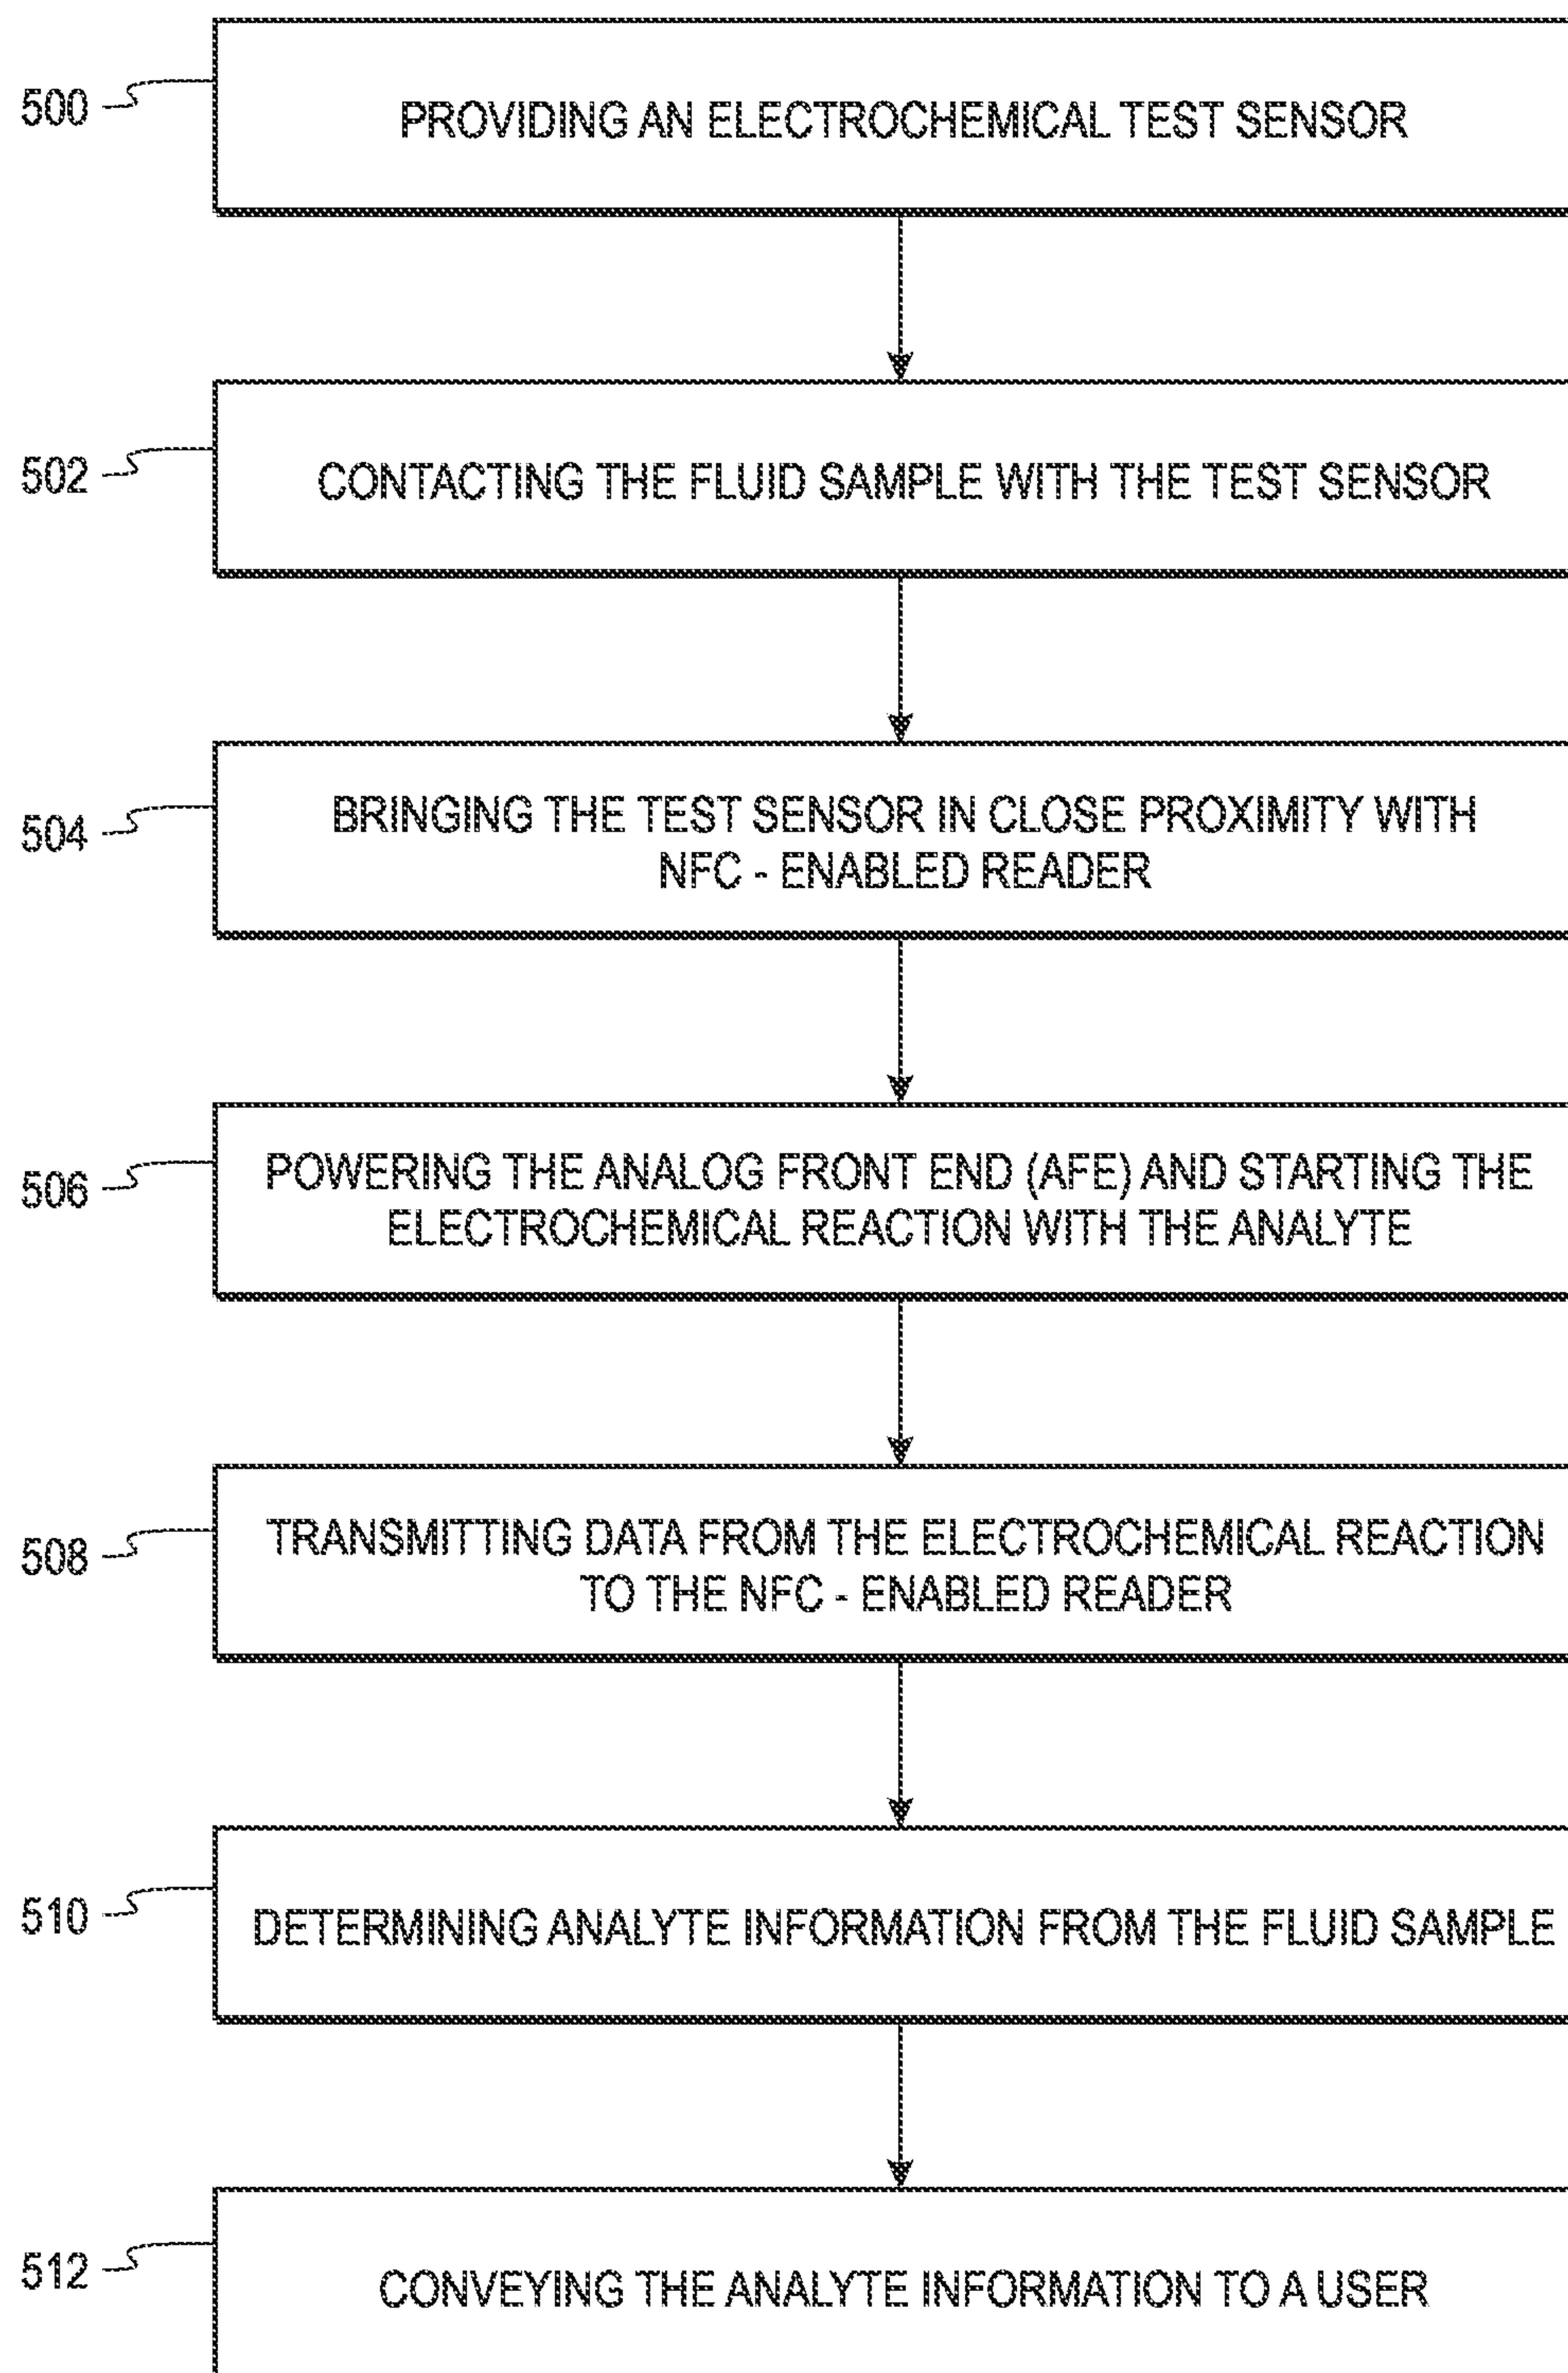 500
PROVIDING AN ELECTROCHEMICAL TEST SENSOR
502
CONTACTING THE FLUID SAMPLE WITH THE TEST SENSOR
504
BRINGING THE TEST SENSOR IN CLOSE PROXIMITY WITH
NFC - ENABLED READER
506
POWERING THE ANALOG FRONT END (AFE) AND STARTING THE
ELECTROCHEMICAL REACTION WITH THE ANALYTE
508
TRANSMITTING DATA FROM THE ELECTROCHEMICAL REACTION
TO THE NFC - ENABLED READER
510
DETERMINING ANALYTE INFORMATION FROM THE FLUID SAMPLE
512
CONVEYING THE ANALYTE INFORMATION TO A USER